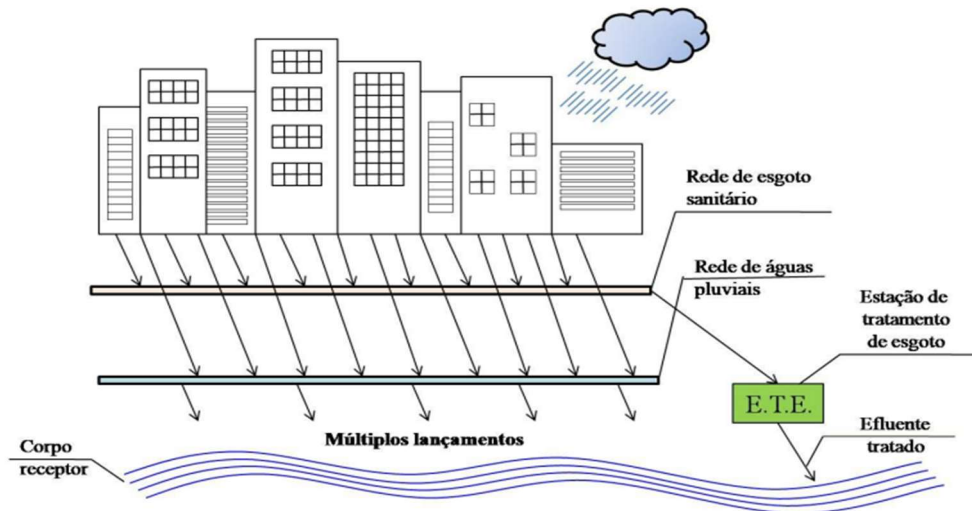 Rede de esgoto
sanitário
Rede de águas
pluviais
Estação de
tratamento
de esgoto
E.T.E.
Efluente
tratado
Múltiplos lançamentos
Corpo
receptor